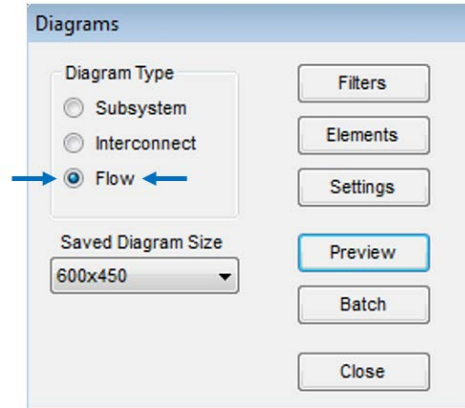 Diagrams
Diagram Type
Subsystem
Interconnect
Flow
Saved Diagram Size
600x450
Filters
Elements
Settings
Preview
Batch
Close